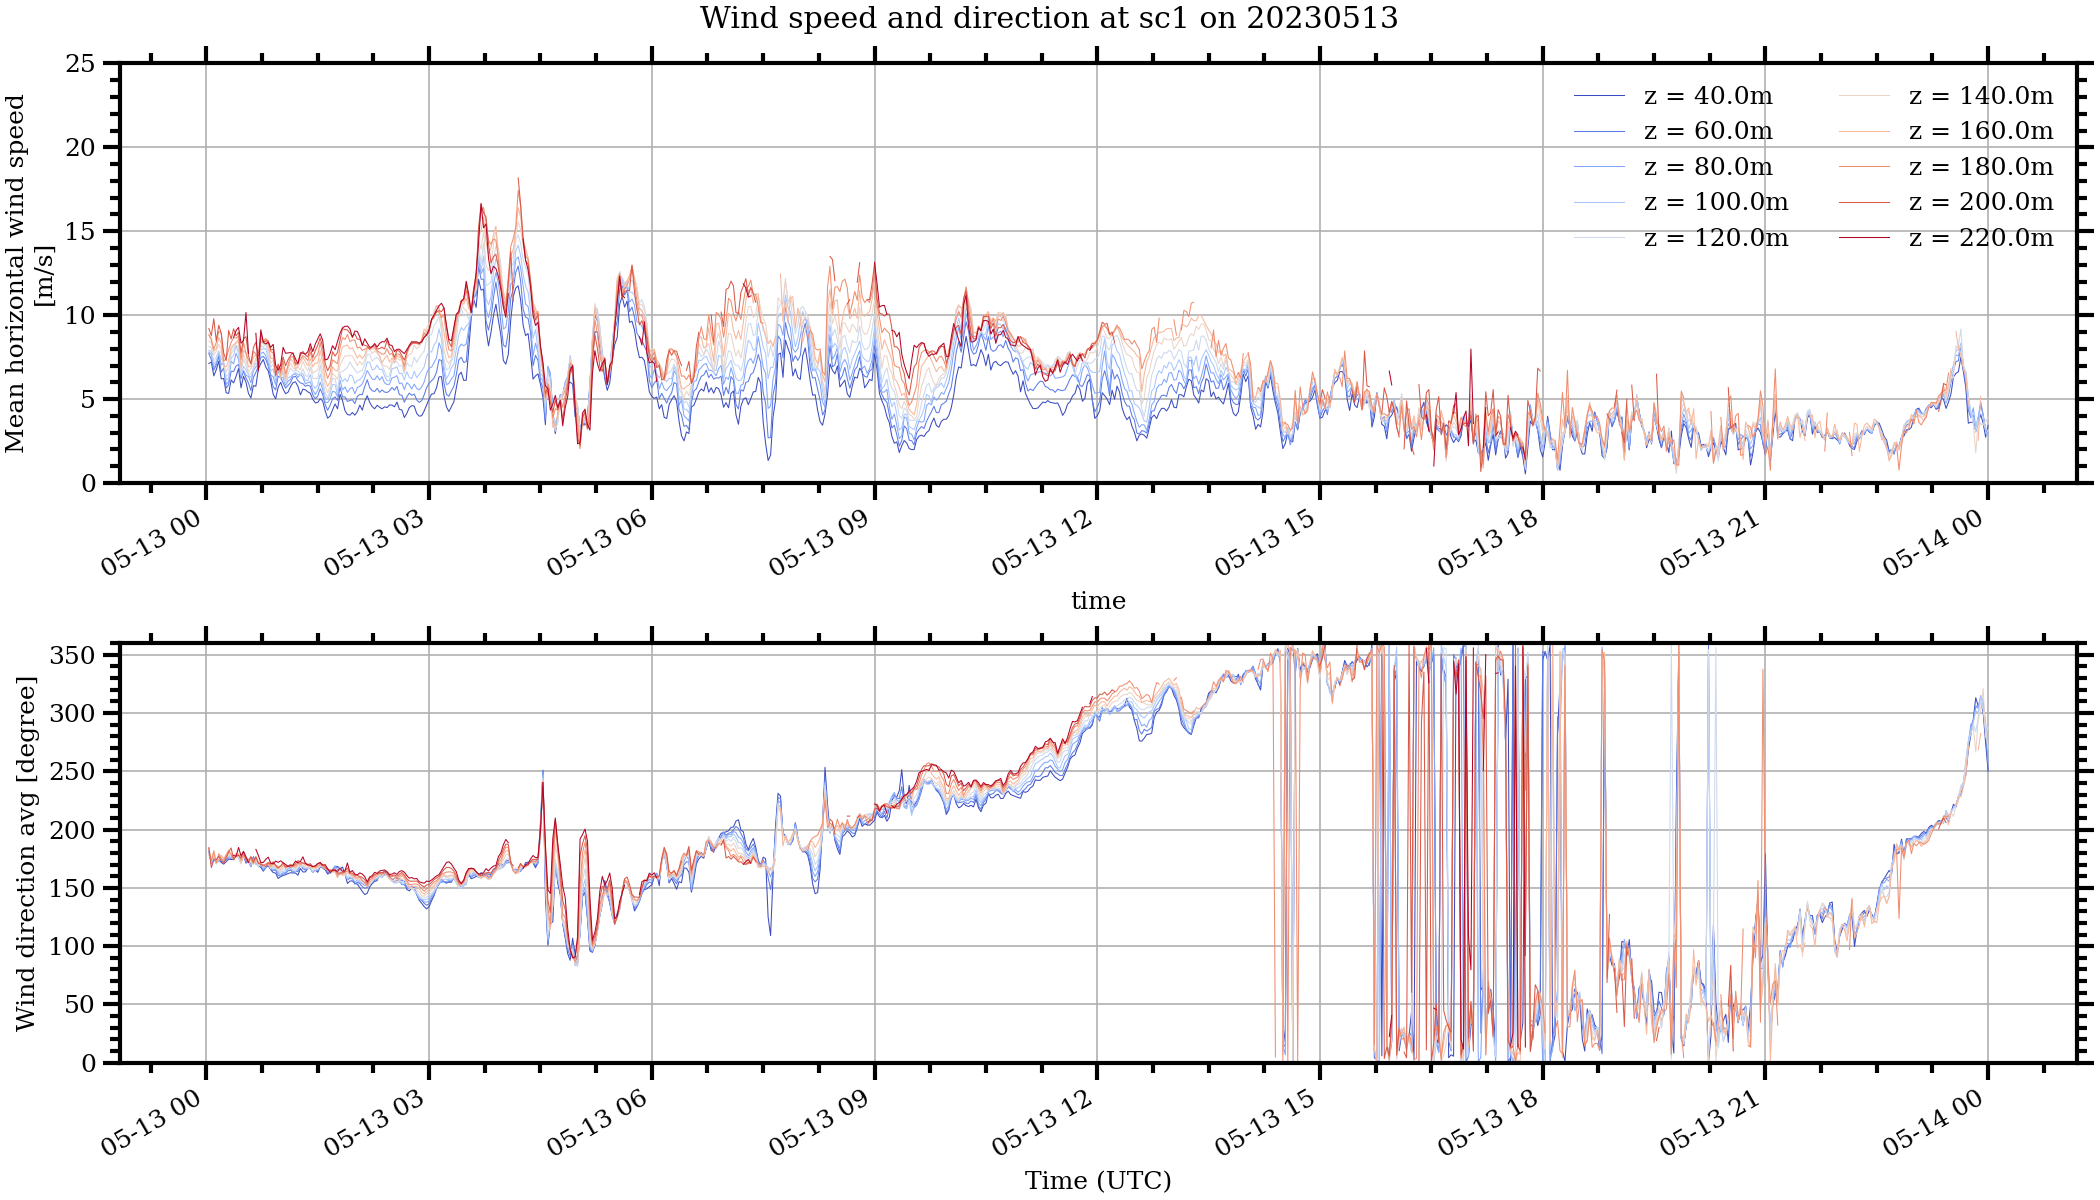 Wind speed and direction at sc1 on 20230513
Mean horizontal wind speed
[m/s]
25
20
15
10
5
0
z = 40.0m
z = 60.0m
z = 80.0m
z = 100.0m
z = 120.0m
z = 140.0m
z = 160.0m
z = 180.0m
z = 200.0m
z = 220.0m
05-13 00
05-13 03
05-13 06
05-13 09
05-13 12
05-13 15
05-13 18
05-13 21
05-14 00
time
Wind direction avg [degree]
350
300
250
200
150
100
50
0
05-13 00
05-13 03
05-13 06
05-13 09
05-13 12
05-13 15
05-13 18
05-13 21
05-14 00
Time (UTC)